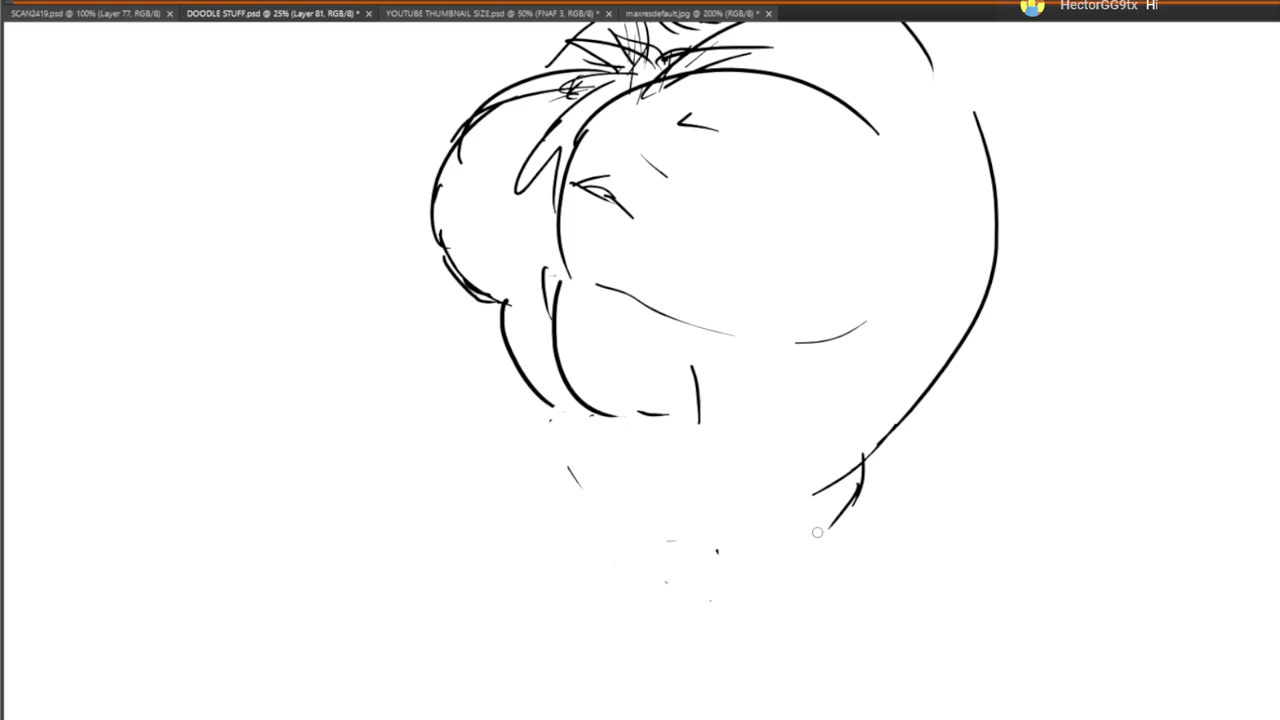 HectorGG9tx Hi
SCAN2419.psd @ 100% (Layer 77, RGB/8) × DOODLE STUFF.psd @ 25% (Layer 81, RGB/8) * × YOUTUBE THUMBNAIL SIZE.psd @ 50% (FNAF 3, RGB/8) * × maxresdefault.jpg @ 200% (RGB/8) * ×